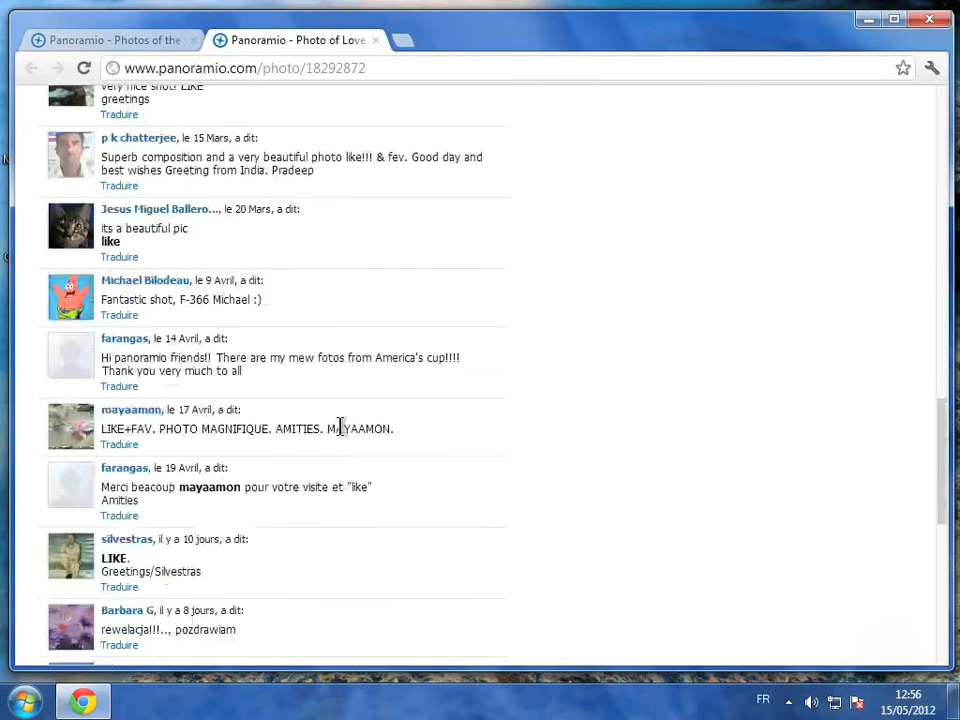 Panoramio - Photos of the
Panoramio - Photo of Love
www.panoramio.com/photo/18292872
very nice shot! LIKE
greetings
Traduire
p k chatterjee, le 15 Mars, a dit:
Superb composition and a very beautiful photo like!!! & fev. Good day and
best wishes Greeting from India. Pradeep
Traduire
Jesus Miguel Ballero..., le 20 Mars, a dit:
its a beautiful pic
like
Traduire
Michael Bilodeau, le 9 Avril, a dit:
Fantastic shot, F-366 Michael :)
Traduire
farangas, le 14 Avril, a dit:
Hi panoramio friends!! There are my mew fotos from America's cup!!!!
Thank you very much to all
Traduire
mayaamon, le 17 Avril, a dit:
LIKE+FAV. PHOTO MAGNIFIQUE. AMITIES. MAYAAMON.
Traduire
farangas, le 19 Avril, a dit:
Merci beacoup mayaamon pour votre visite et "like"
Amities
Traduire
silvestras, il y a 10 jours, a dit:
LIKE.
Greetings/Silvestras
Traduire
Barbara G, il y a 8 jours, a dit:
rewelacja!!!.., pozdrawiam
Traduire
FR
12:56
15/05/2012